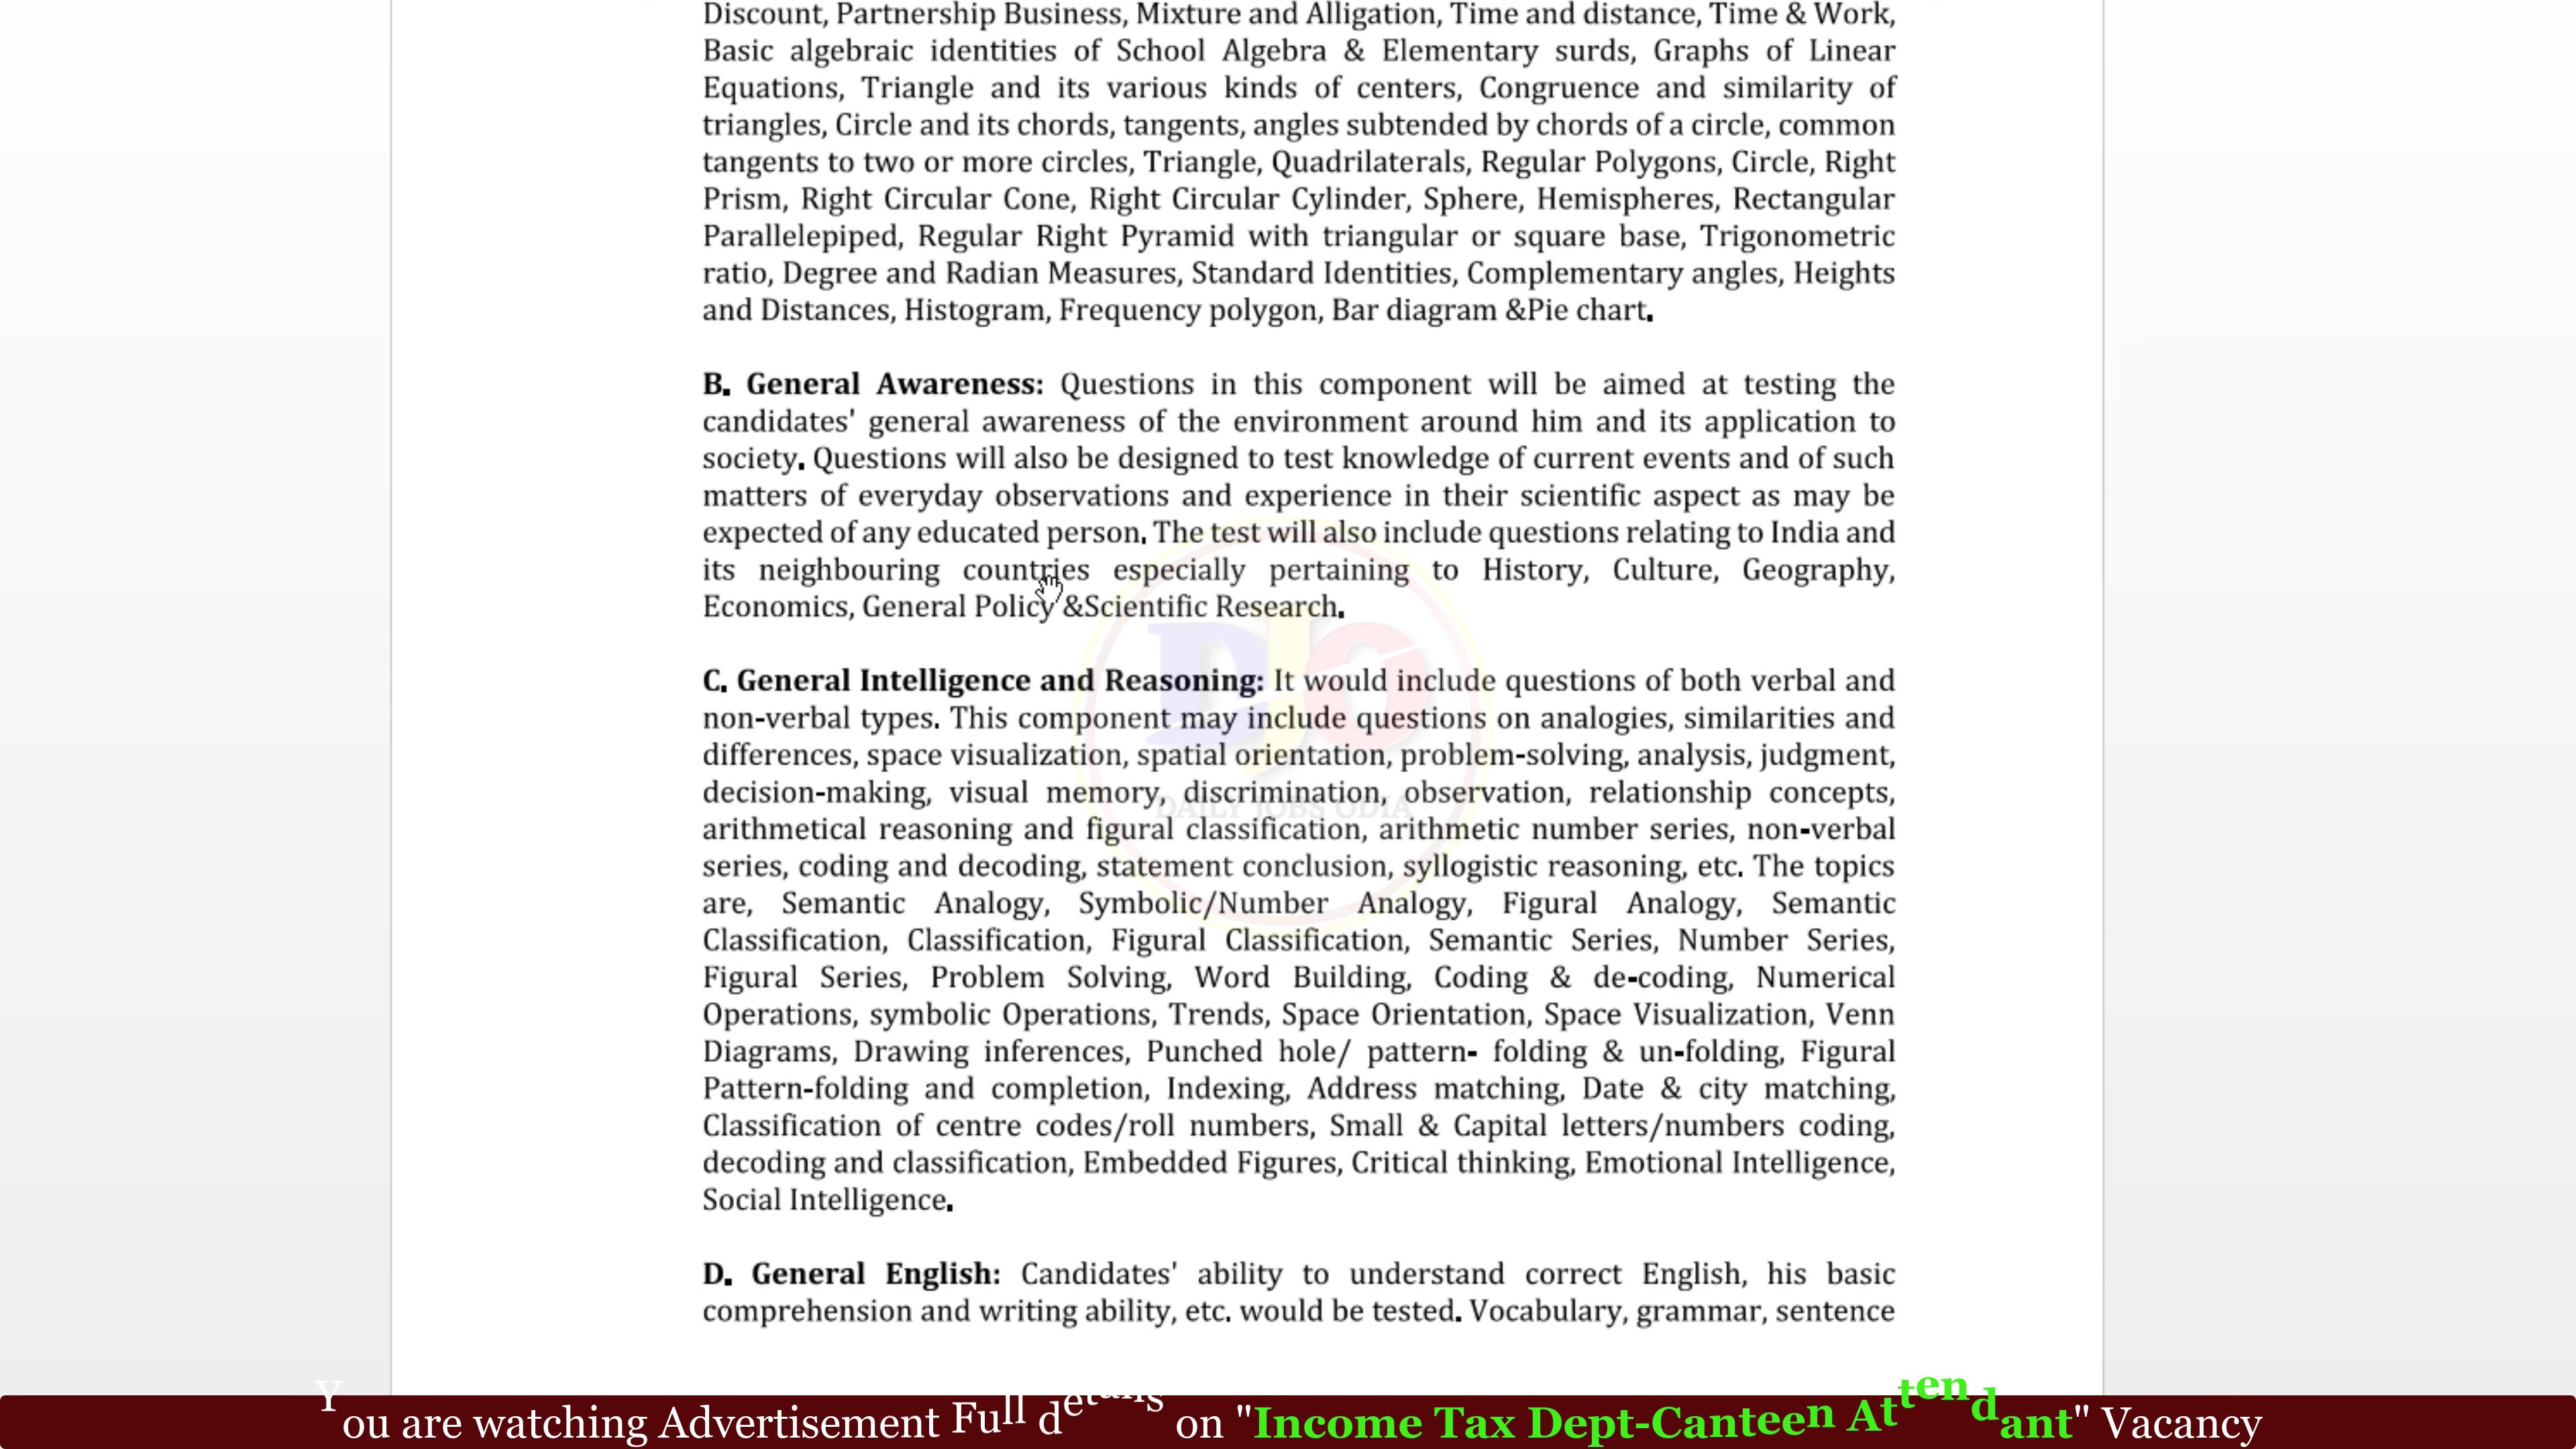 Discount, Partnership Business, Mixture and Alligation, Time and distance, Time & Work,
Basic algebraic identities of School Algebra & Elementary surds, Graphs of Linear
Equations, Triangle and its various kinds of centers, Congruence and similarity of
triangles, Circle and its chords, tangents, angles subtended by chords of a circle, common
tangents to two or more circles, Triangle, Quadrilaterals, Regular Polygons, Circle, Right
Prism, Right Circular Cone, Right Circular Cylinder, Sphere, Hemispheres, Rectangular
Parallelepiped, Regular Right Pyramid with triangular or square base, Trigonometric
ratio, Degree and Radian Measures, Standard Identities, Complementary angles, Heights
and Distances, Histogram, Frequency polygon, Bar diagram &Pie chart.
B. General Awareness: Questions in this component will be aimed at testing the
candidates' general awareness of the environment around him and its application to
society. Questions will also be designed to test knowledge of current events and of such
matters of everyday observations and experience in their scientific aspect as may be
expected of any educated person. The test will also include questions relating to India and
its neighbouring countries especially pertaining to History, Culture, Geography,
Economics, General Policy &Scientific Research.
C. General Intelligence and Reasoning: It would include questions of both verbal and
non-verbal types. This component may include questions on analogies, similarities and
differences, space visualization, spatial orientation, problem-solving, analysis, judgment,
decision-making, visual memory, discrimination, observation, relationship concepts,
arithmetical reasoning and figural classification, arithmetic number series, non-verbal
series, coding and decoding, statement conclusion, syllogistic reasoning, etc. The topics
are, Semantic Analogy, Symbolic/Number Analogy, Figural Analogy, Semantic
Classification, Classification, Figural Classification, Semantic Series, Number Series,
Figural Series, Problem Solving, Word Building, Coding & de-coding, Numerical
Operations, symbolic Operations, Trends, Space Orientation, Space Visualization, Venn
Diagrams, Drawing inferences, Punched hole/ pattern- folding & un-folding, Figural
Pattern-folding and completion, Indexing, Address matching, Date & city matching,
Classification of centre codes/roll numbers, Small & Capital letters/numbers coding,
decoding and classification, Embedded Figures, Critical thinking, Emotional Intelligence,
Social Intelligence.
D. General English: Candidates' ability to understand correct English, his basic
comprehension and writing ability, etc. would be tested. Vocabulary, grammar, sentence
DJO
DAILY JOBS ODIA
You are watching Advertisement Full details on "Income Tax Dept-Canteen Attendant" Vacancy